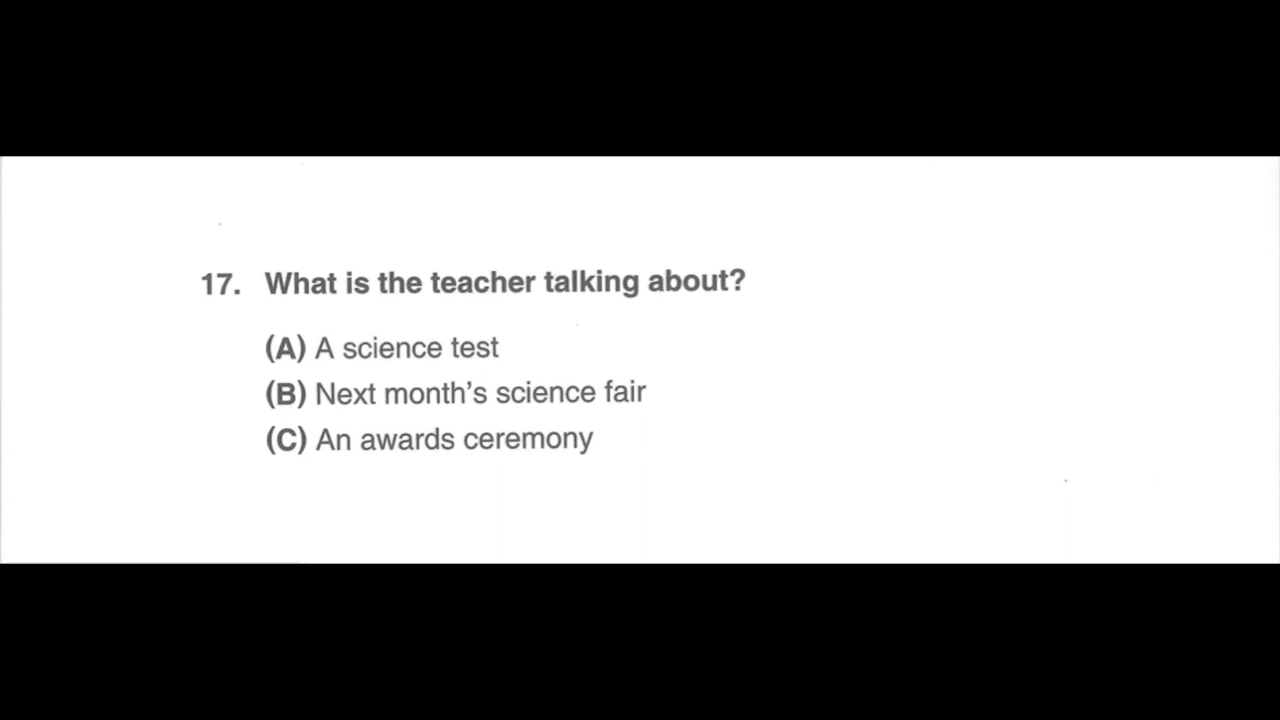 17. What is the teacher talking about?
(A) A science test
(B) Next month's science fair
(C) An awards ceremony